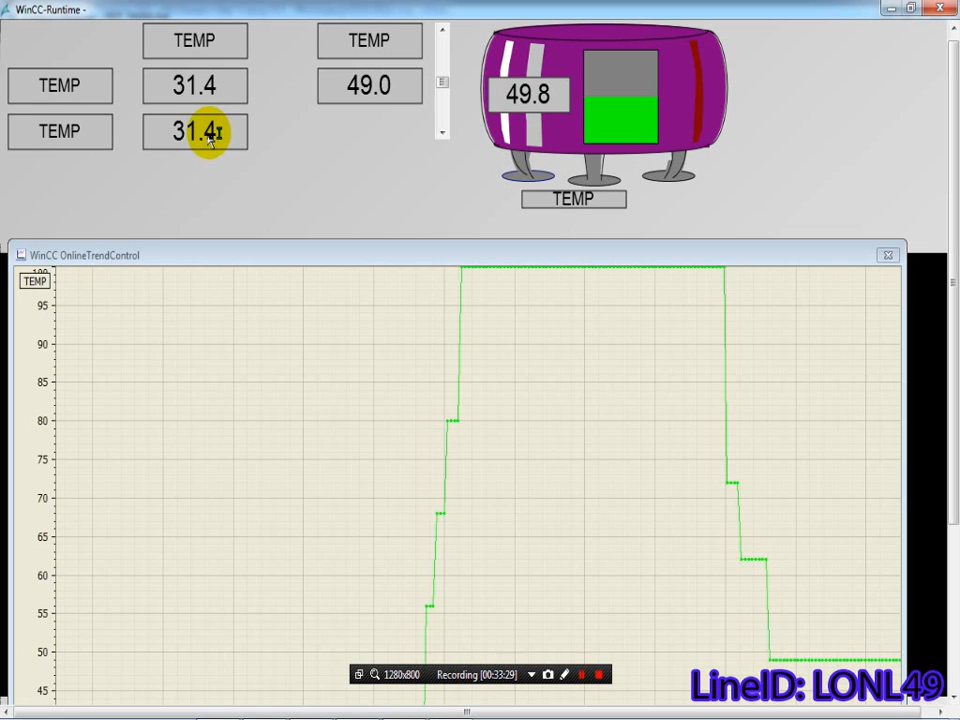 WinCC-Runtime -
TEMP
TEMP
TEMP
31.4
49.0
TEMP
31.4
49.8
TEMP
WinCC OnlineTrendControl
TEMP
100
95
90
85
80
75
70
65
60
55
50
45
1280x800
Recording [00:33:29]
LineID: LONL49